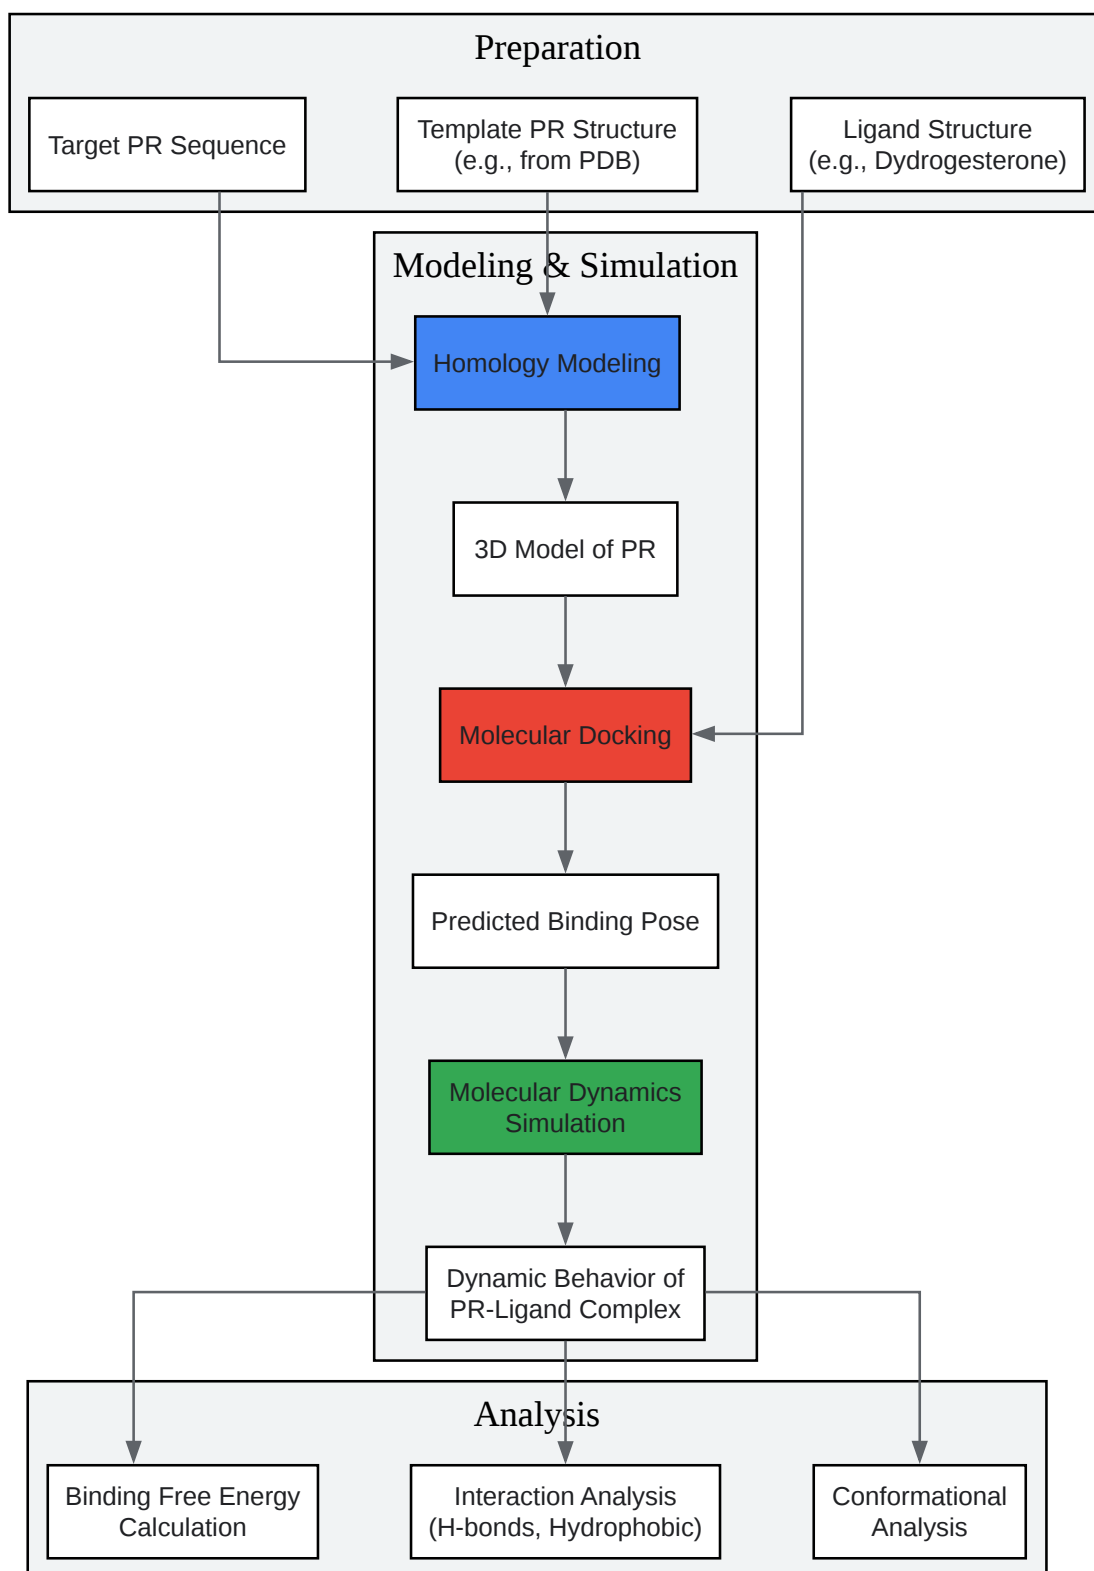 Preparation
Target PR Sequence
Template PR Structure
(e.g., from PDB)
Ligand Structure
(e.g., Dydrogesterone)
Modeling & Simulation
Homology Modeling
3D Model of PR
Molecular Docking
Predicted Binding Pose
Molecular Dynamics
Simulation
Dynamic Behavior of
PR-Ligand Complex
Analysis
Binding Free Energy
Calculation
Interaction Analysis
(H-bonds, Hydrophobic)
Conformational
Analysis